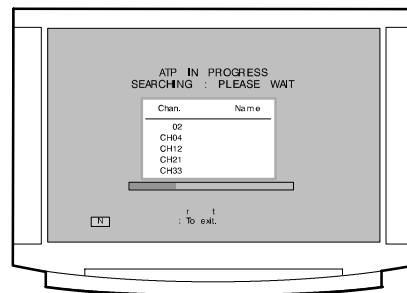 ATP IN PROGRESS
SEARCHING : PLEASE WAIT
Chan. Name
02
CH04
CH12
CH21
CH33
r t
N : To exit.